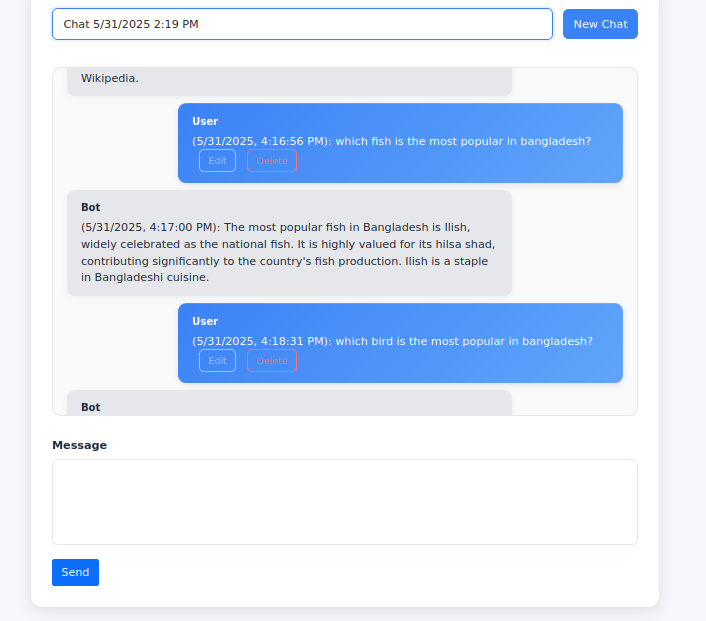 Chat 5/31/2025 2:19 PM
New Chat
Wikipedia.
User
(5/31/2025, 4:16:56 PM): which fish is the most popular in bangladesh?
Edit Delete
Bot
(5/31/2025, 4:17:00 PM): The most popular fish in Bangladesh is Ilish,
widely celebrated as the national fish. It is highly valued for its hilsa shad,
contributing significantly to the country's fish production. Ilish is a staple
in Bangladeshi cuisine.
User
(5/31/2025, 4:18:31 PM): which bird is the most popular in bangladesh?
Edit Delete
Bot
Message
Send